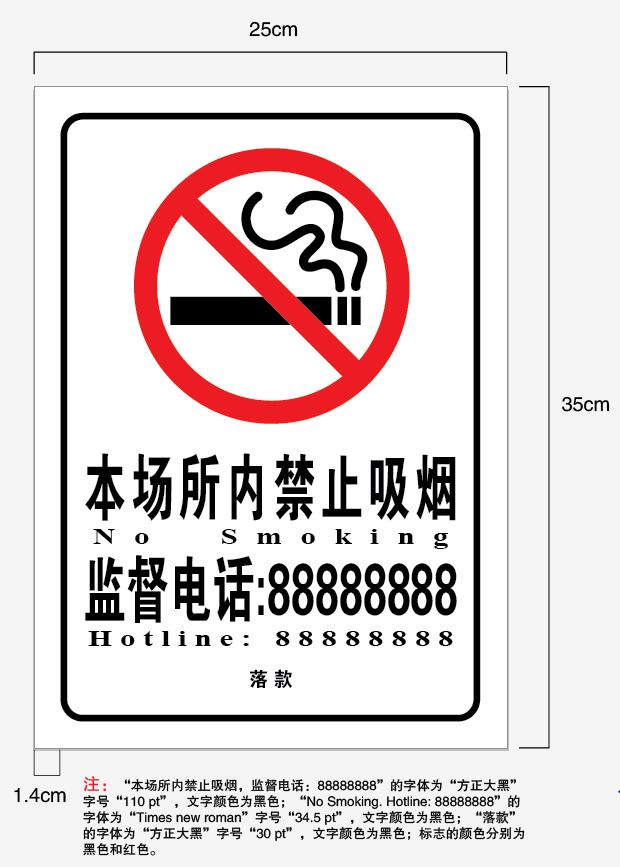 25cm
35cm
本场所内禁止吸烟
No Smoking
监督电话:88888888
Hotline: 88888888
落款
1.4cm
注：“本场所内禁止吸烟，监督电话：88888888”的字体为“方正大黑”
字号“110 pt”，文字颜色为黑色；“No Smoking. Hotline: 88888888”的
字体为“Times new roman”字号“34.5 pt”，文字颜色为黑色；“落款”
的字体为“方正大黑”字号“30 pt”，文字颜色为黑色；标志的颜色分别为
黑色和红色。